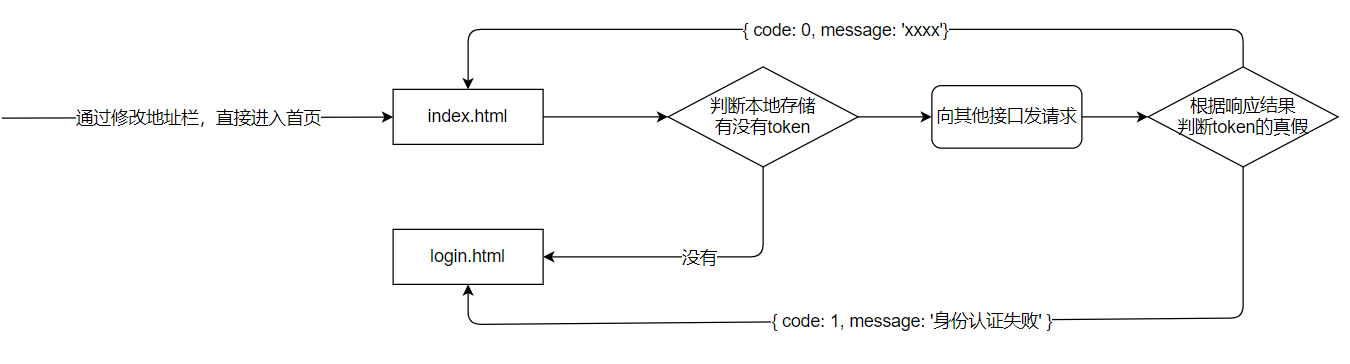 { code: 0, message: 'xxxx'}
通过修改地址栏，直接进入首页
index.html
判断本地存储
有没有token
向其他接口发请求
根据响应结果
判断token的真假
login.html
没有
{ code: 1, message: '身份认证失败' }